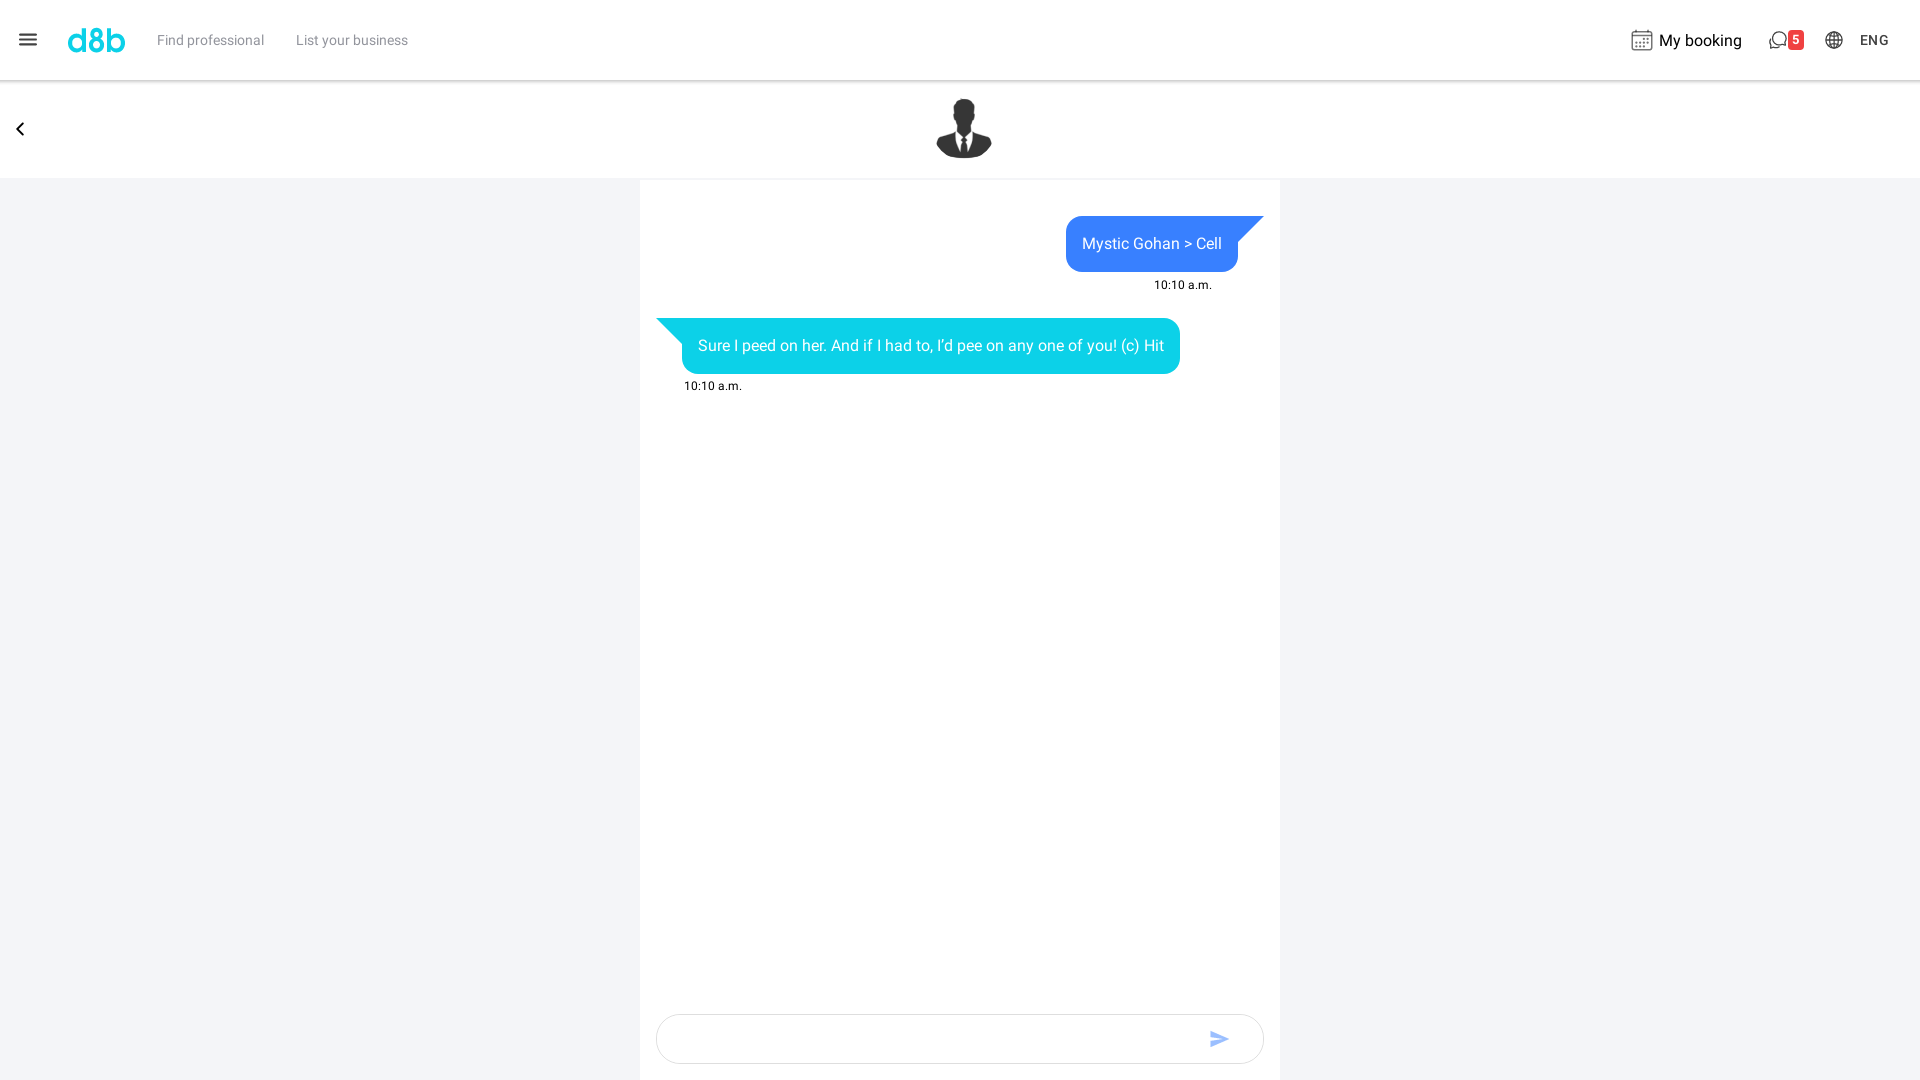 d8b
Find professional
List your business
My booking
5
ENG
Mystic Gohan > Cell
10:10 a.m.
Sure I peed on her. And if I had to, I’d pee on any one of you! (c) Hit
10:10 a.m.